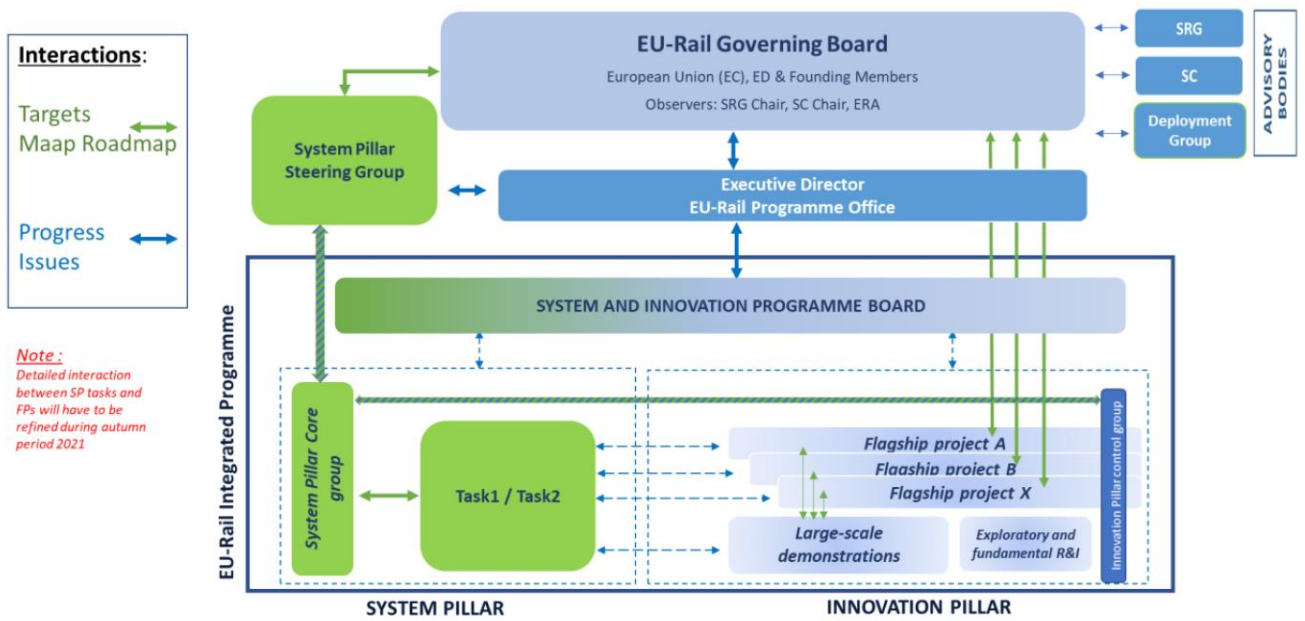 Interactions:
Targets
Maap Roadmap
Progress
Issues
Note :
Detailed interaction
between SP tasks and
FPs will have to be
refined during autumn
period 2021
EU-Rail Governing Board
European Union (EC), ED & Founding Members
Observers: SRG Chair, SC Chair, ERA
SRG
SC
Deployment
Group
ADVISORY
BODIES
System Pillar
Steering Group
Executive Director
EU-Rail Programme Office
EU-Rail Integrated Programme
SYSTEM AND INNOVATION PROGRAMME BOARD
System Pillar Core
group
Task1 / Task2
Flagship project A
Flagship project B
Flagship project X
Large-scale
demonstrations
Exploratory and
fundamental R&I
Innovation Pillar control group
SYSTEM PILLAR
INNOVATION PILLAR